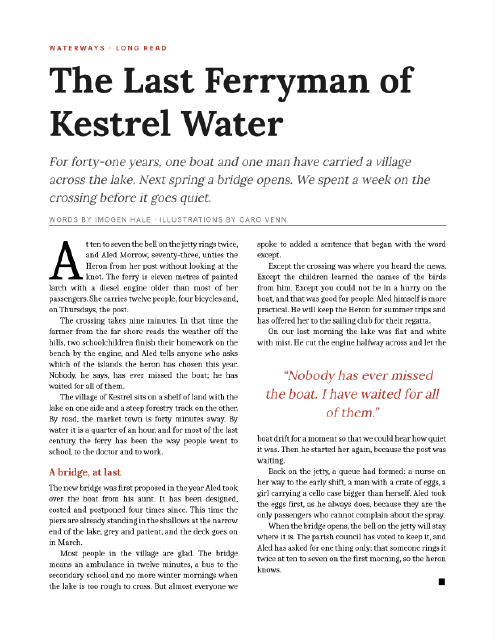 WATERWAYS · LONG READ
The Last Ferryman of
Kestrel Water
For forty-one years, one boat and one man have carried a village
across the lake. Next spring a bridge opens. We spent a week on the
crossing before it goes quiet.
WORDS BY IMOGEN HALE · ILLUSTRATIONS BY CARO VENN
At ten to seven the bell on the jetty rings twice,
and Aled Morrow, seventy-three, unties the
Heron from her post without looking at the
knot. The ferry is eleven metres of painted
larch with a diesel engine older than most of her
passengers. She carries twelve people, four bicycles and,
on Thursdays, the post.
The crossing takes nine minutes. In that time the
farmer from the far shore reads the weather off the
hills, two schoolchildren finish their homework on the
bench by the engine, and Aled tells anyone who asks
which of the islands the heron has chosen this year.
Nobody, he says, has ever missed the boat; he has
waited for all of them.
The village of Kestrel sits on a shelf of land with the
lake on one side and a steep forestry track on the other.
By road, the market town is forty minutes away. By
water it is a quarter of an hour, and for most of the last
century the ferry has been the way people went to
school, to the doctor and to work.
A bridge, at last
The new bridge was first proposed in the year Aled took
over the boat from his aunt. It has been designed,
costed and postponed four times since. This time the
piers are already standing in the shallows at the narrow
end of the lake, grey and patient, and the deck goes on
in March.
Most people in the village are glad. The bridge
means an ambulance in twelve minutes, a bus to the
secondary school and no more winter mornings when
the lake is too rough to cross. But almost everyone we
spoke to added a sentence that began with the word
except.
Except the crossing was where you heard the news.
Except the children learned the names of the birds
from him. Except you could not be in a hurry on the
boat, and that was good for people. Aled himself is more
practical. He will keep the Heron for summer trips and
has offered her to the sailing club for their regatta.
On our last morning the lake was flat and white
with mist. He cut the engine halfway across and let the
“Nobody has ever missed
the boat. I have waited for all
of them.”
boat drift for a moment so that we could hear how quiet
it was. Then he started her again, because the post was
waiting.
Back on the jetty, a queue had formed: a nurse on
her way to the early shift, a man with a crate of eggs, a
girl carrying a cello case bigger than herself. Aled took
the eggs first, as he always does, because they are the
only passengers who cannot complain about the spray.
When the bridge opens, the bell on the jetty will stay
where it is. The parish council has voted to keep it, and
Aled has asked for one thing only: that someone rings it
twice at ten to seven on the first morning, so the heron
knows.